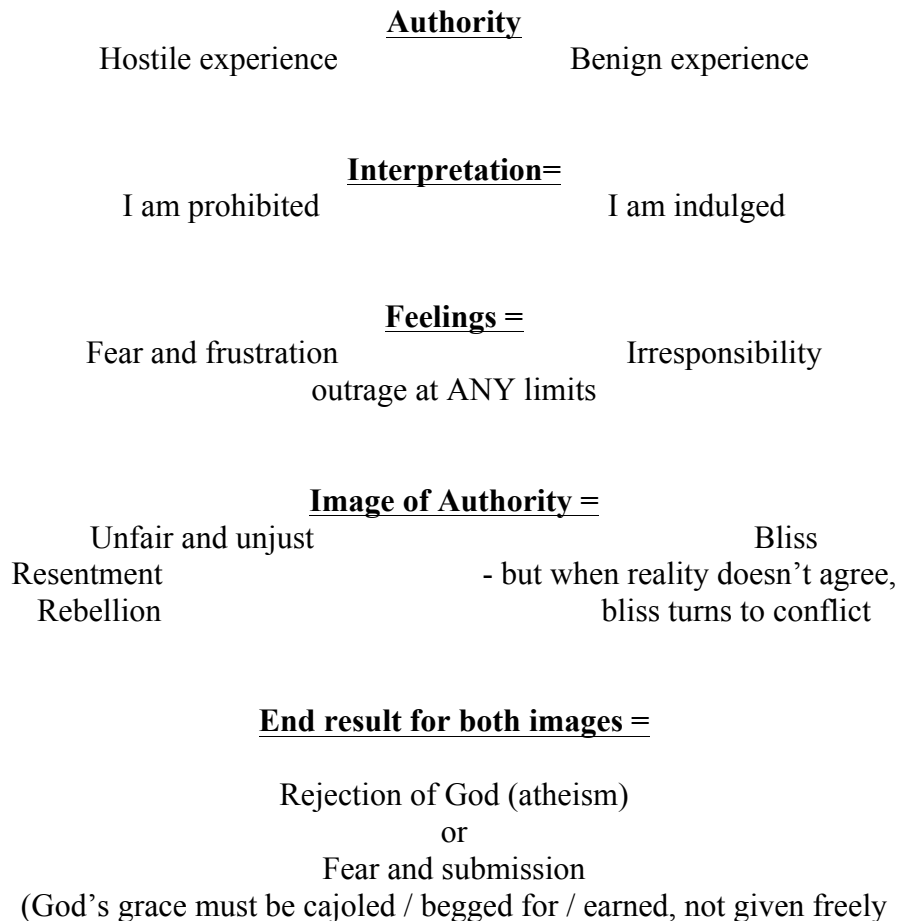 Authority
Hostile experience Benign experience
Interpretation=
I am prohibited I am indulged
Feelings =
Fear and frustration Irresponsibility
outrage at ANY limits
Image of Authority =
Unfair and unjust Bliss
Resentment - but when reality doesn’t agree,
Rebellion bliss turns to conflict
End result for both images =
Rejection of God (atheism)
or
Fear and submission
(God’s grace must be cajoled / begged for / earned, not given freely